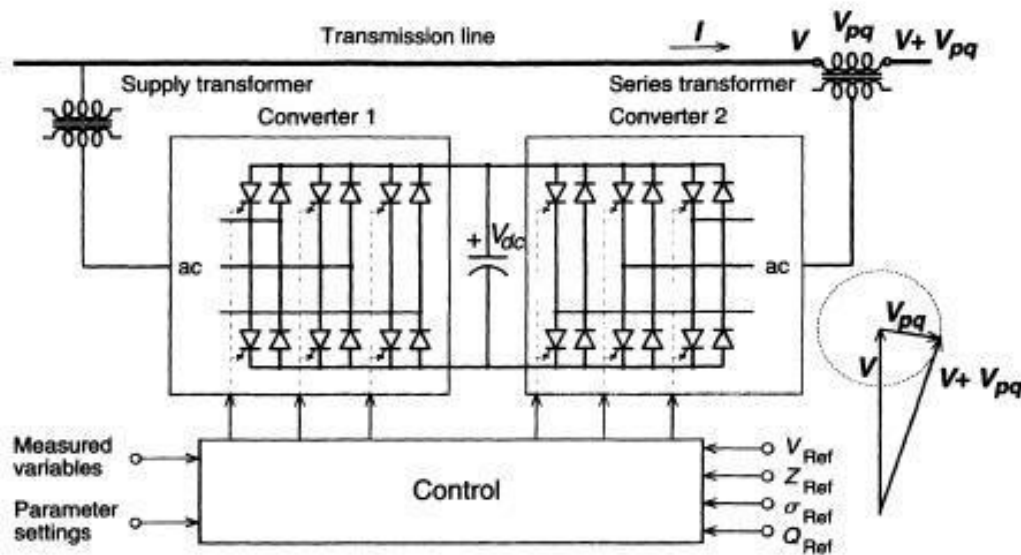 Transmission line
I
V
Vpq
V+ Vpq
Supply transformer
Series transformer
Converter 1
Converter 2
+ Vdc
ac
ac
Vpq
V
V+ Vpq
Measured
variables
Parameter
settings
Control
VRef
ZRef
σRef
QRef